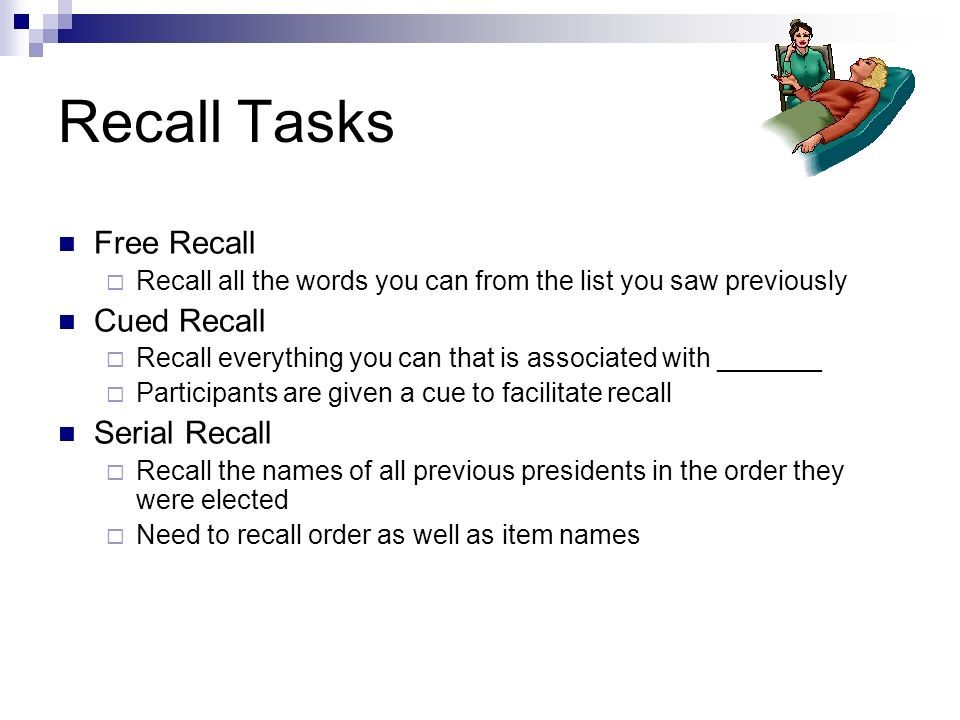 Recall Tasks
Free Recall
Recall all the words you can from the list you saw previously
Cued Recall
Recall everything you can that is associated with _______
Participants are given a cue to facilitate recall
Serial Recall
Recall the names of all previous presidents in the order they
were elected
Need to recall order as well as item names